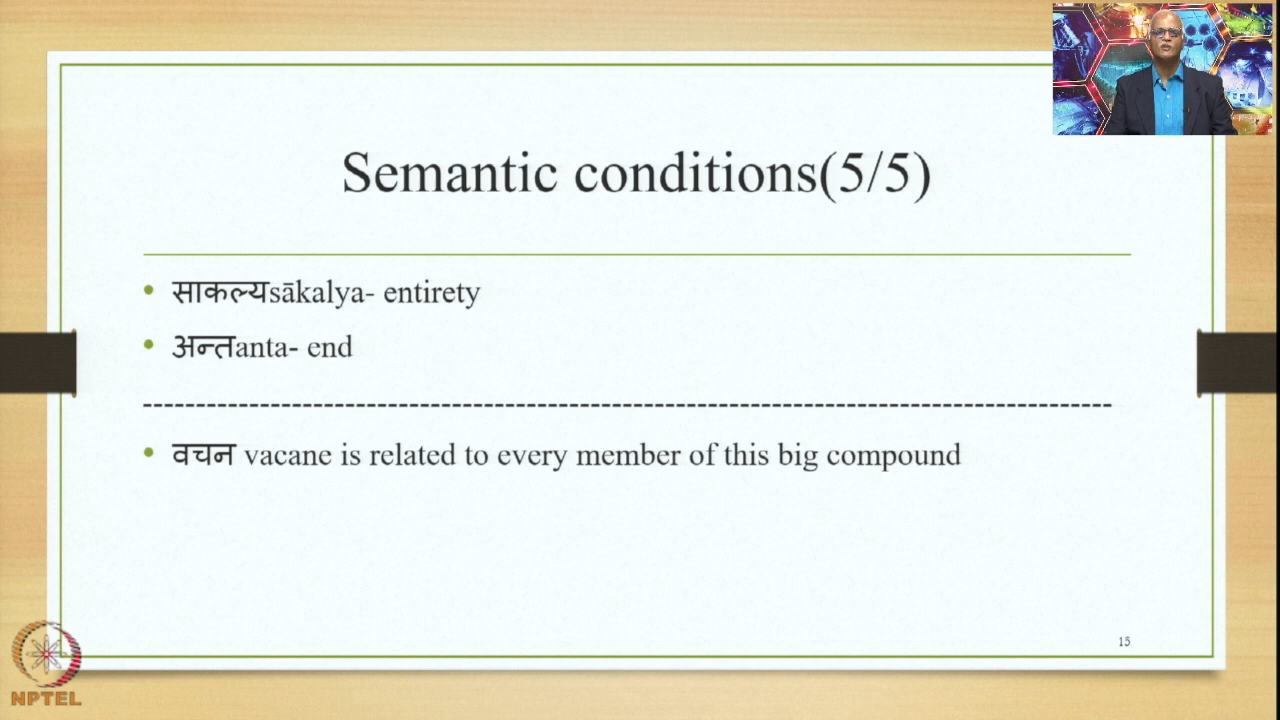 Semantic conditions(5/5)
• साकल्यsākalya- entirety
• अन्तanta- end
--------------------------------------------------------------------------------------------
• वचन vacane is related to every member of this big compound
15
NPTEL